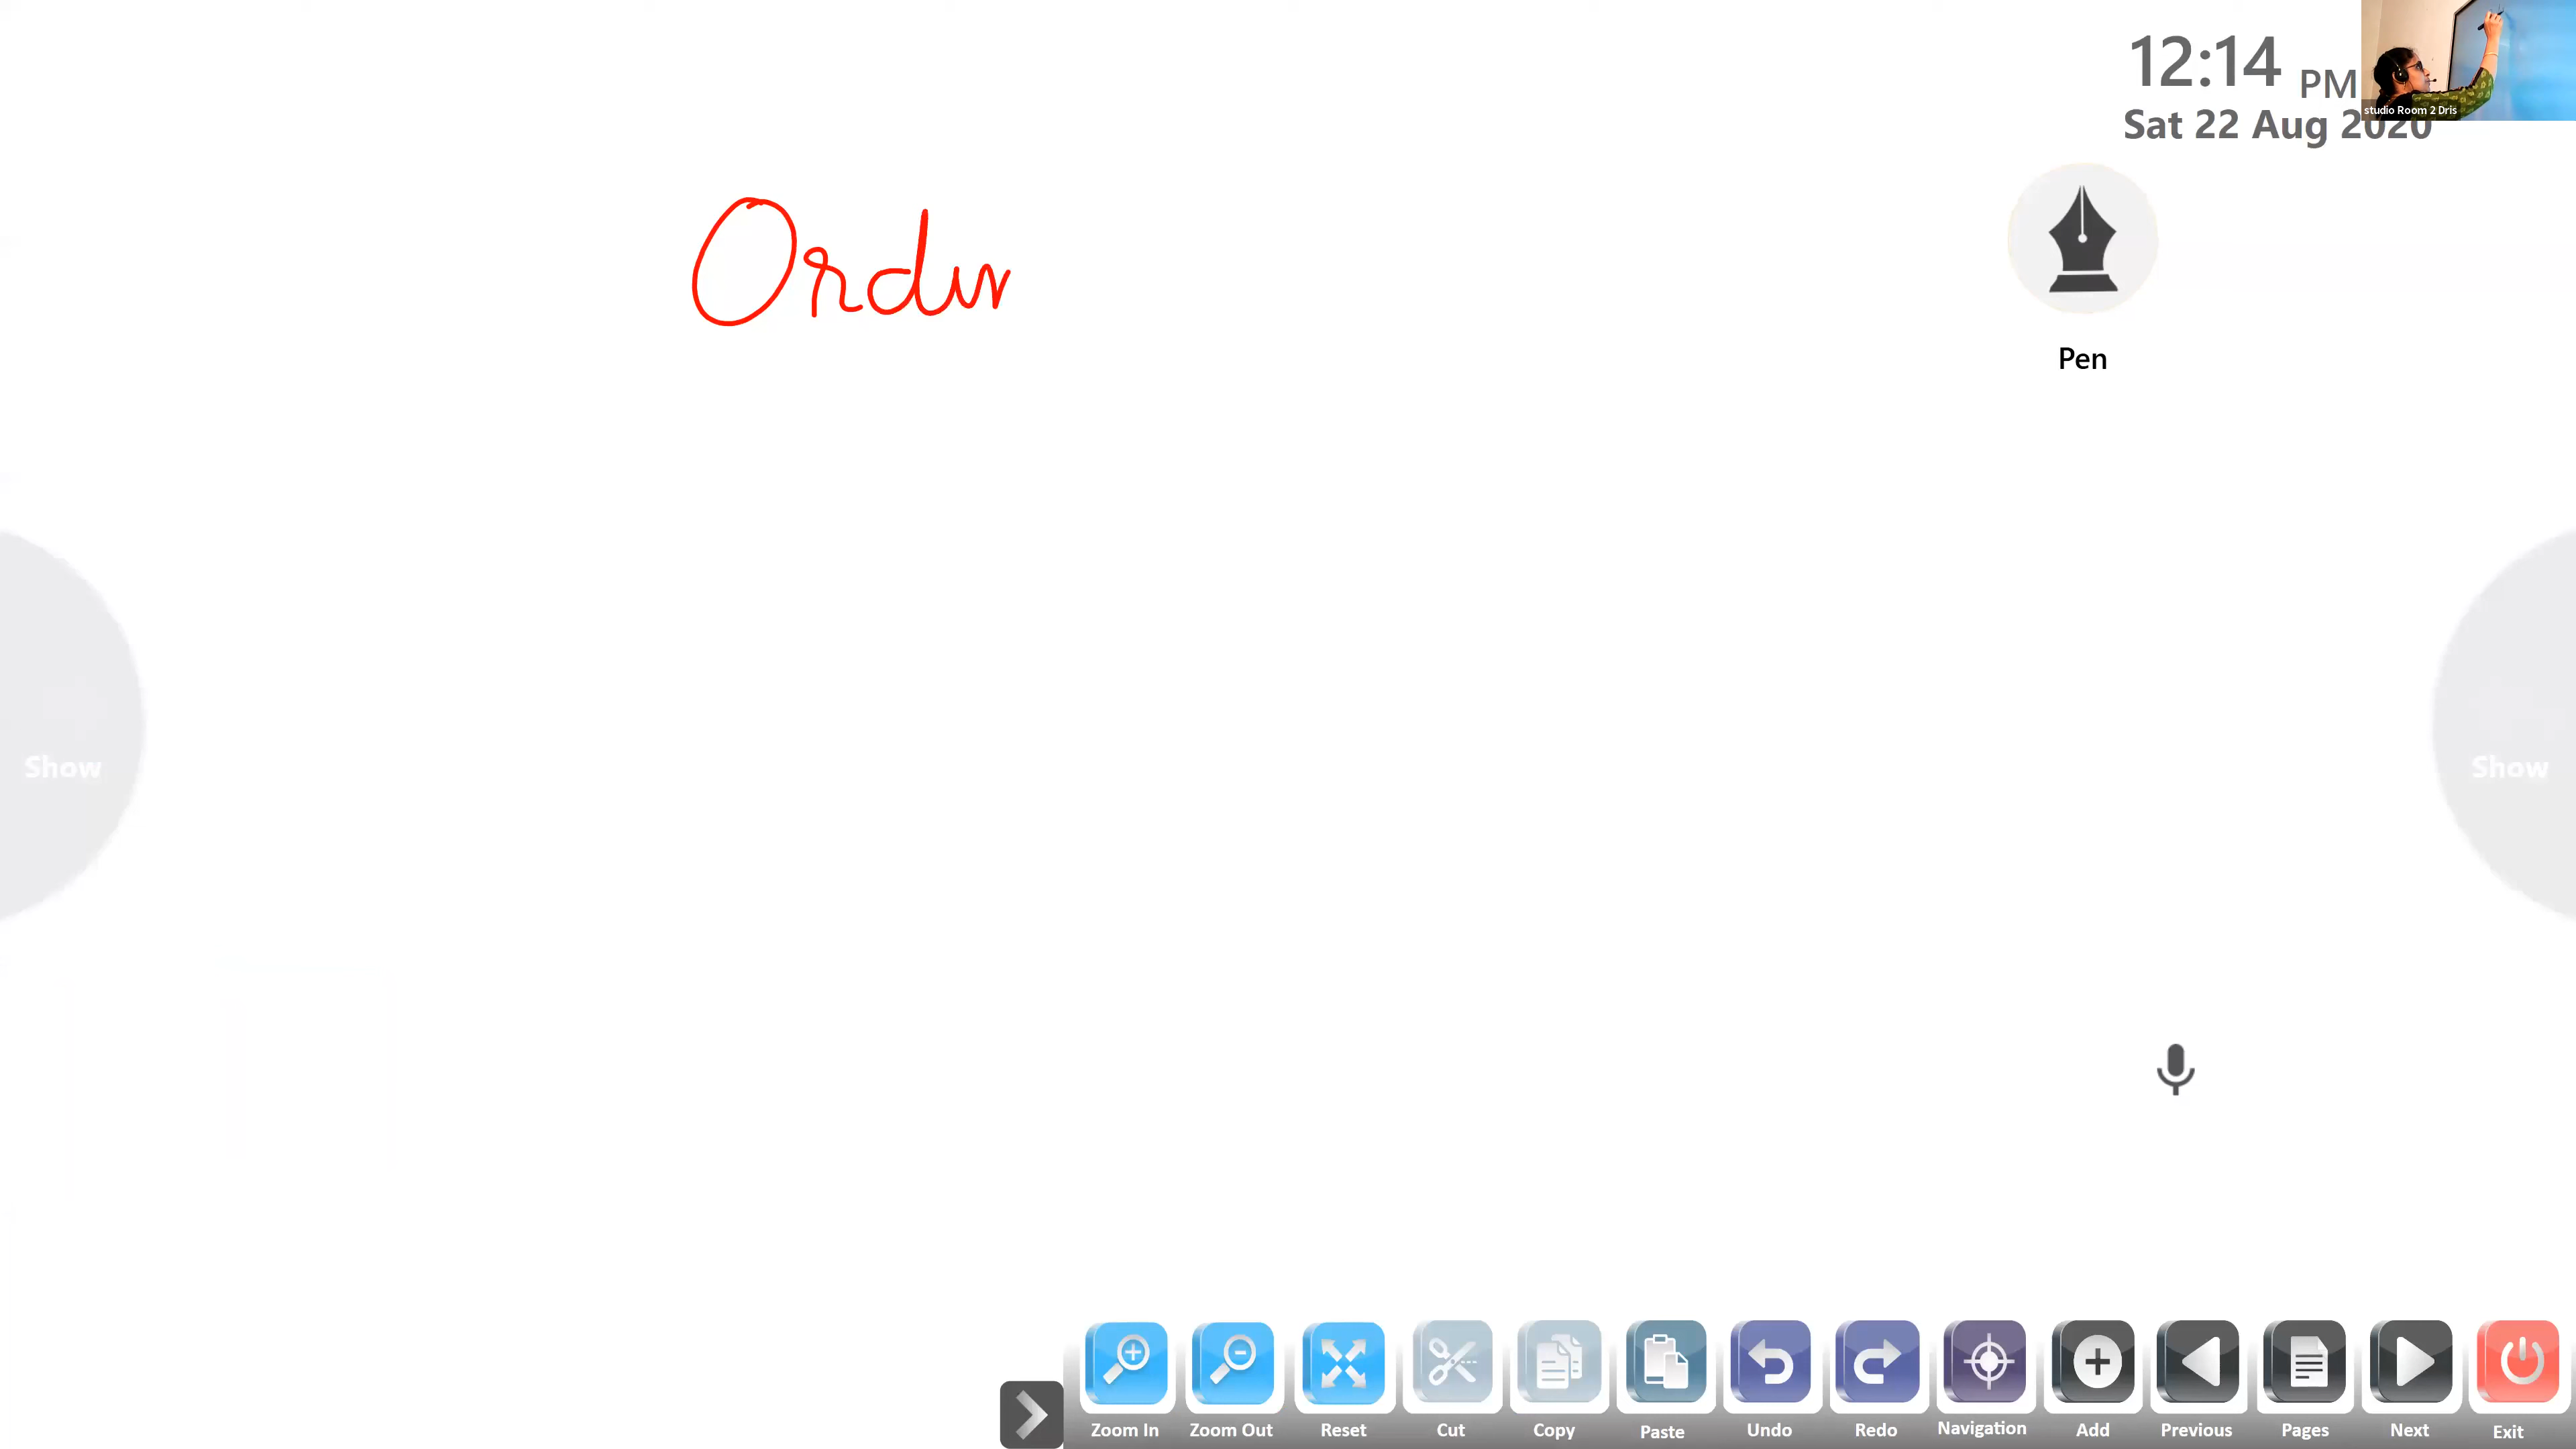 12:14 PM
studio Room 2 Dris
Sat 22 Aug 2020
Order
Pen
Show
Show
Zoom In
Zoom Out
Reset
Cut
Copy
Paste
Undo
Redo
Navigation
Add
Previous
Pages
Next
Exit